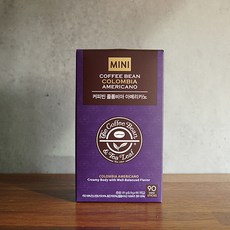 MINI
COFFEE BEAN
COLOMBIA
AMERICANO
커피빈 콜롬비아 아메리카노
The Coffee Bean
& Tea Leaf
COLOMBIA AMERICANO
Creamy Body with Well-Balanced Flavor
90